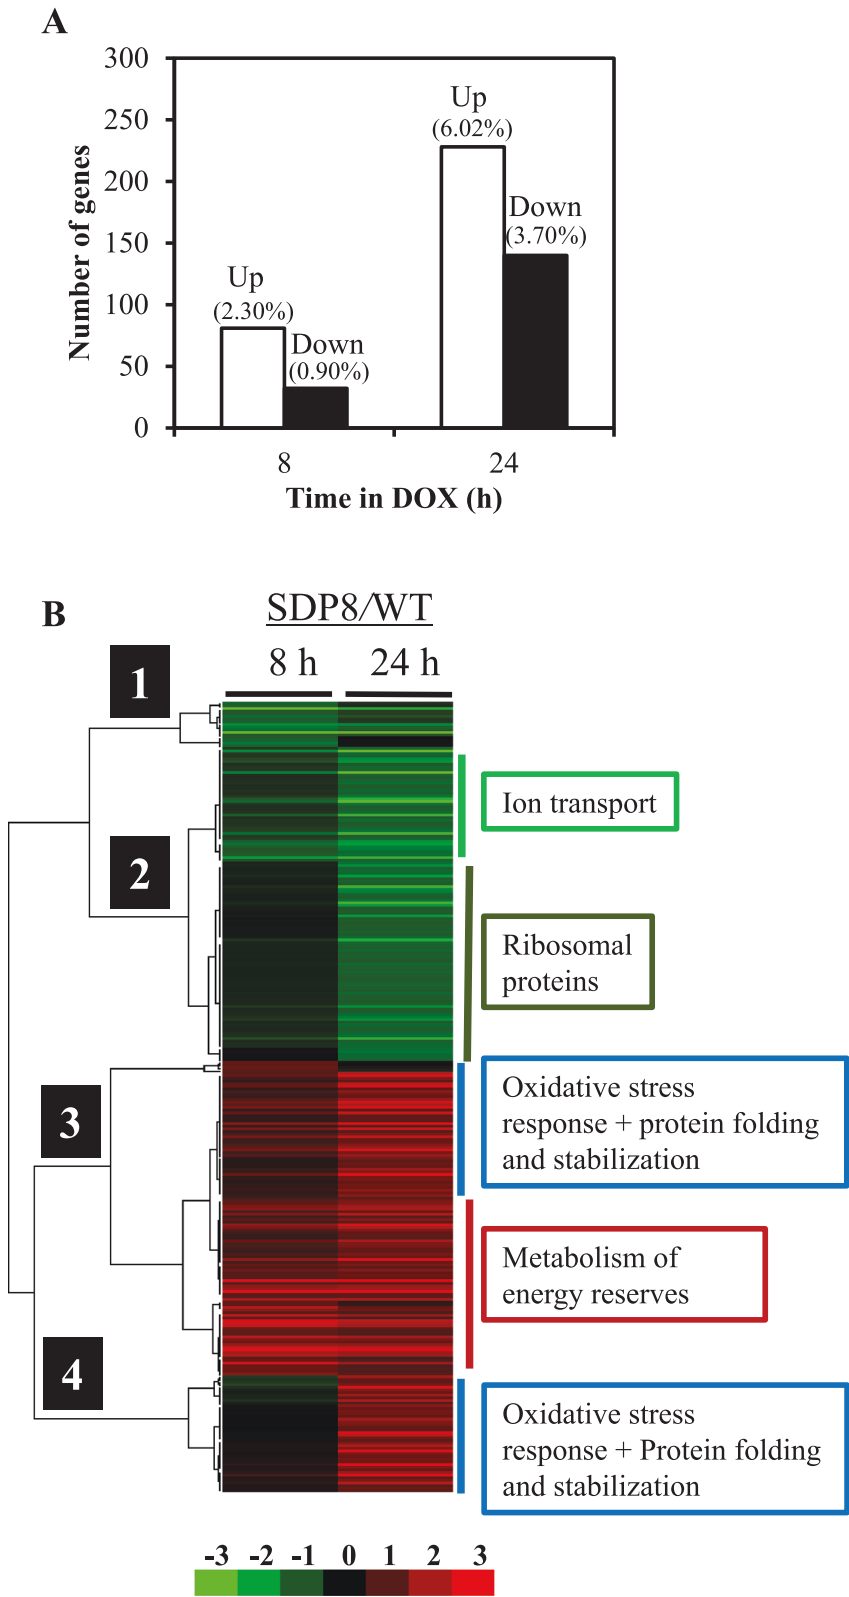 A
300
250
200
150
100
50
0
Number of genes
Up
(2.30%)
Down
(0.90%)
Up
(6.02%)
Down
(3.70%)
8
24
Time in DOX (h)
B
SDP8/WT
8 h
24 h
1
2
3
4
Ion transport
Ribosomal
proteins
Oxidative stress
response + protein folding
and stabilization
Metabolism of
energy reserves
Oxidative stress
response + Protein folding
and stabilization
-3 -2 -1 0 1 2 3